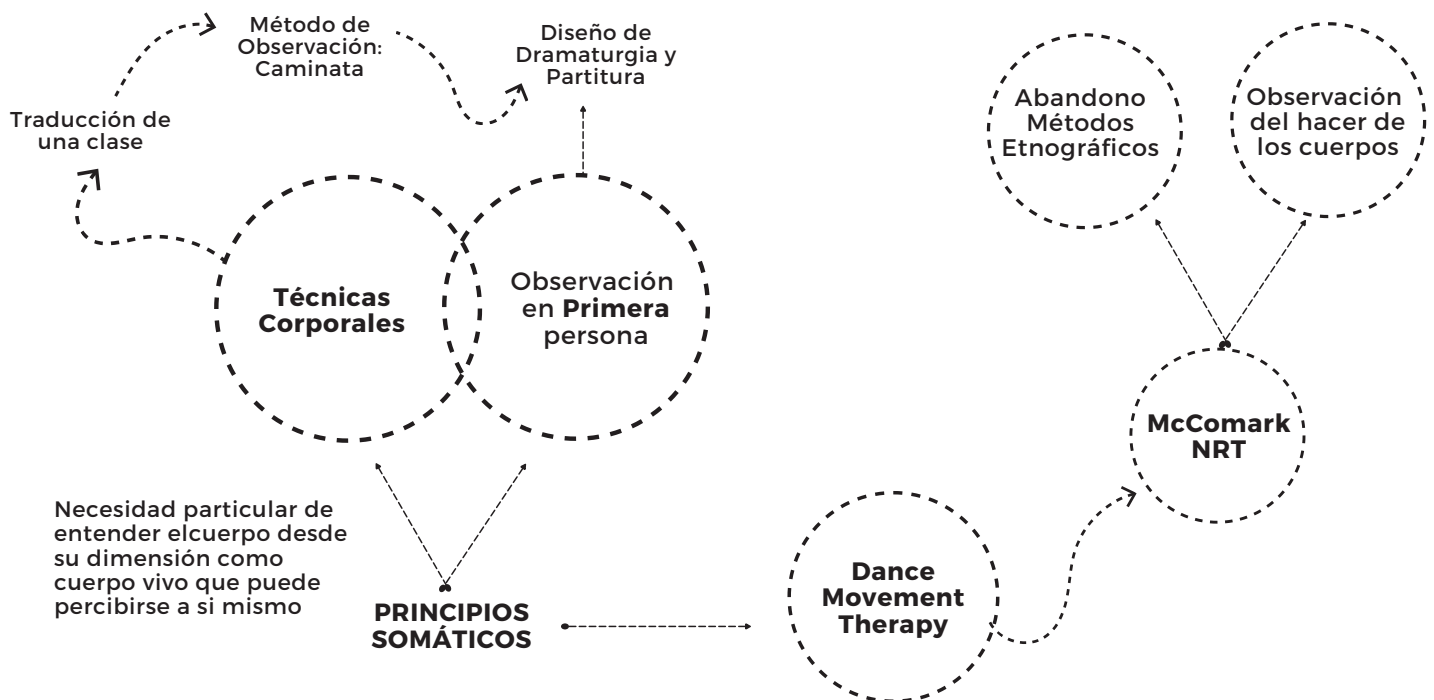 Método de
Observación:
Caminata
Diseño de
Dramaturgia y
Partitura
Traducción de
una clase
Técnicas
Corporales
Observación
en Primera
persona
Necesidad particular de
entender elcuerpo desde
su dimensión como
cuerpo vivo que puede
percibirse a si mismo
PRINCIPIOS
SOMÁTICOS
Dance
Movement
Therapy
McComark
NRT
Abandono
Métodos
Etnográficos
Observación
del hacer de
los cuerpos